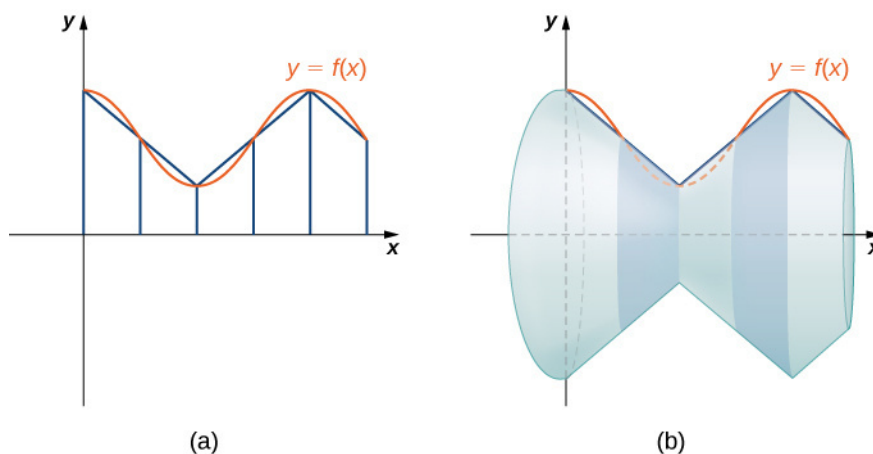 y
y = f(x)
x
(a)
y
y = f(x)
x
(b)